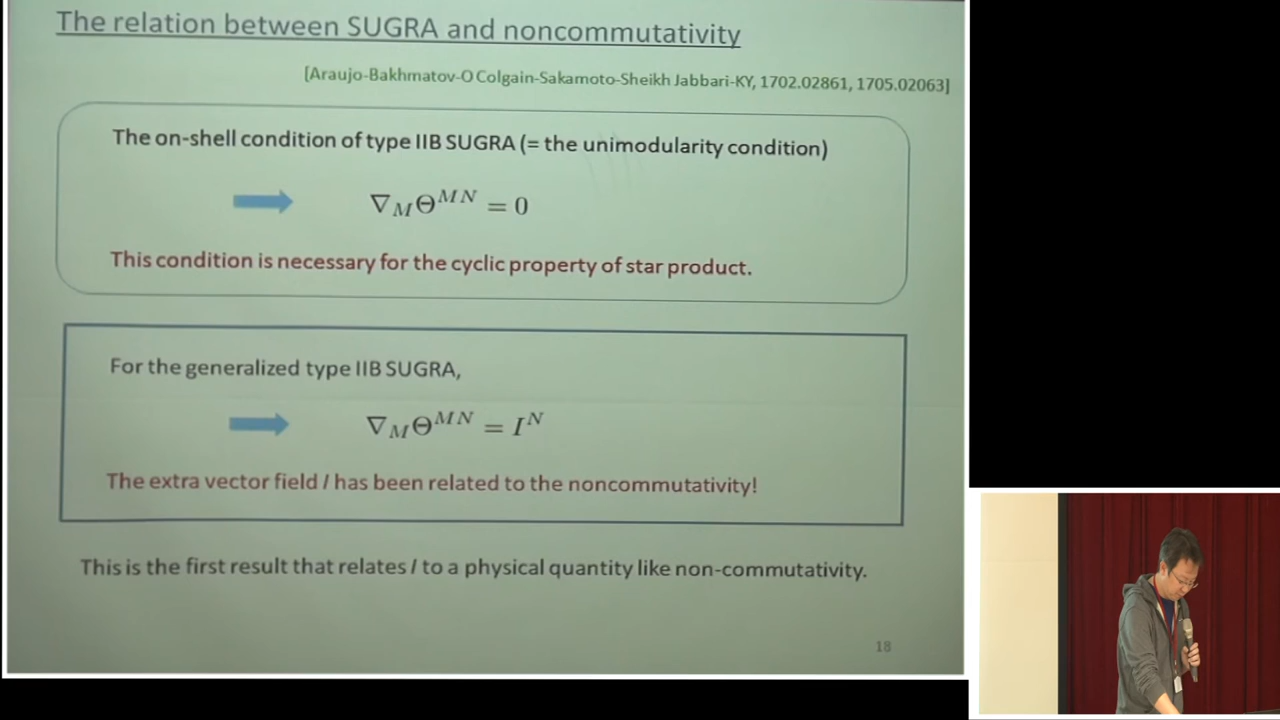 The relation between SUGRA and noncommutativity
[Araujo-Bakhmatov-O Colgain-Sakamoto-Sheikh Jabbari-KY, 1702.02861, 1705.02063]
The on-shell condition of type IIB SUGRA (= the unimodularity condition)
∇_M Θ^{MN} = 0
This condition is necessary for the cyclic property of star product.
For the generalized type IIB SUGRA,
∇_M Θ^{MN} = I^N
The extra vector field I has been related to the noncommutativity!
This is the first result that relates I to a physical quantity like non-commutativity.
18